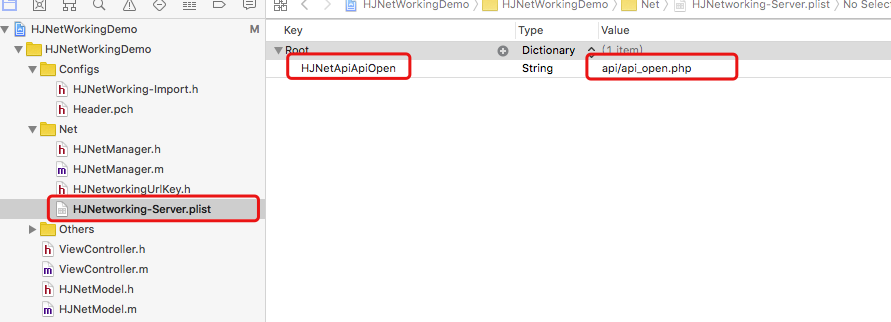 HJNetWorkingDemo
HJNetWorkingDemo
Net
HJNetworking-Server.plist
No Selec
HJNetWorkingDemo M
HJNetWorkingDemo
Configs
HJNetWorking-Import.h
Header.pch
Net
HJNetManager.h
HJNetManager.m
HJNetworkingUrlKey.h
HJNetworking-Server.plist
Others
ViewController.h
ViewController.m
HJNetModel.h
HJNetModel.m
Key Type Value
Root Dictionary (1 item)
HJNetApiApiOpen String api/api_open.php